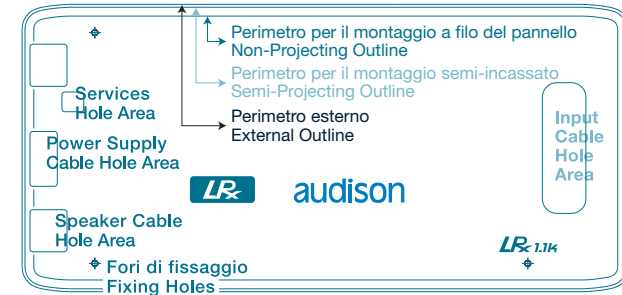 Perimetro per il montaggio a filo del pannello
Non-Projecting Outline
Perimetro per il montaggio semi-incassato
Semi-Projecting Outline
Perimetro esterno
External Outline
Services
Hole Area
Power Supply
Cable Hole Area
Input
Cable
Hole
Area
LRx
audison
Speaker Cable
Hole Area
LRx 1.1K
Fori di fissaggio
Fixing Holes